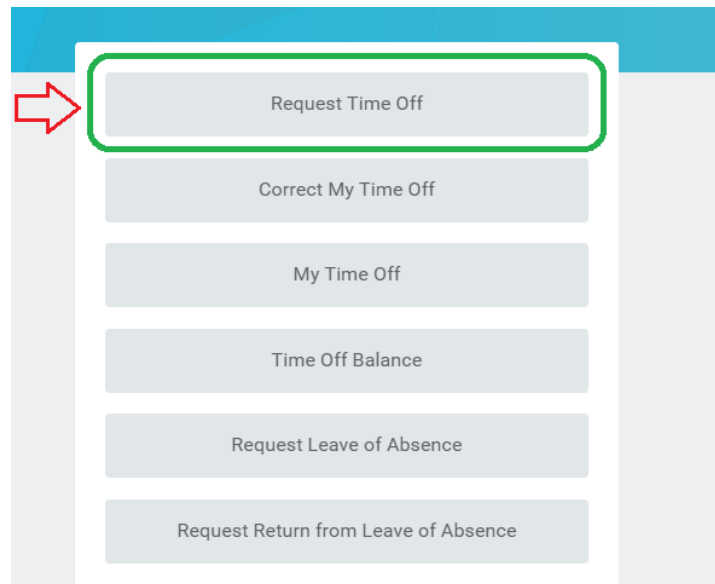 Request Time Off
Correct My Time Off
My Time Off
Time Off Balance
Request Leave of Absence
Request Return from Leave of Absence